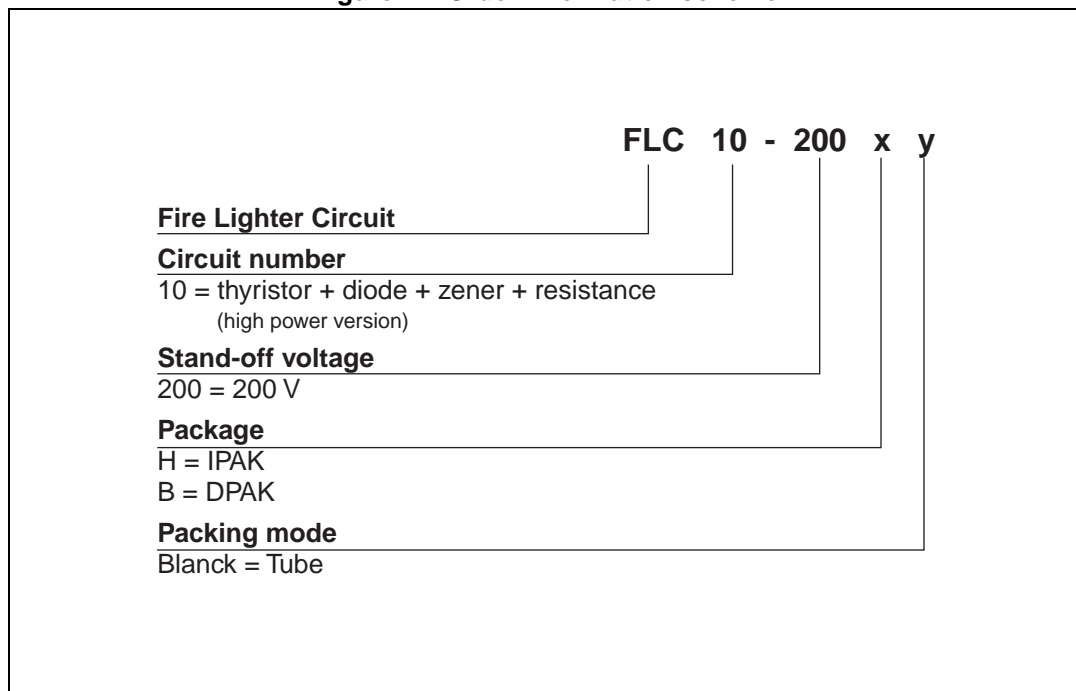 FLC 10 - 200 x y
Fire Lighter Circuit
Circuit number
10 = thyristor + diode + zener + resistance
(high power version)
Stand-off voltage
200 = 200 V
Package
H = IPAK
B = DPAK
Packing mode
Blanck = Tube